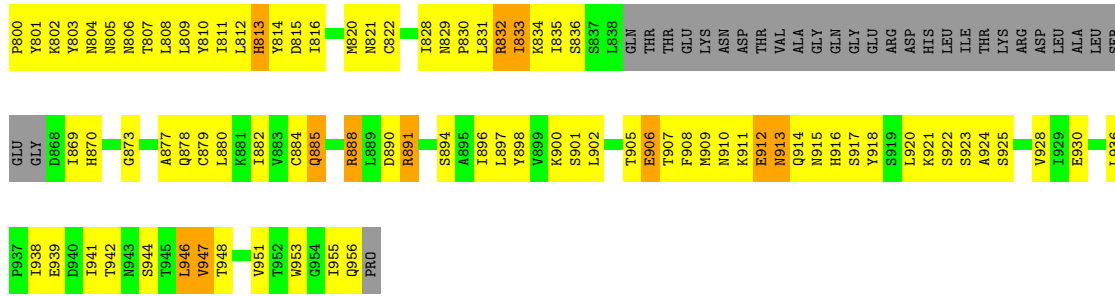 P800 Y801 K802 Y803 N804 N805 N806 T807 L808 L809 Y810 I811 L812 H813 Y814 D815 I816 M820 N821 C822 I828 N829 P830 L831 R832 I833 K834 I835 S836 S837 L838 GLN THR THR GLU LYS ASN ASP THR VAL ALA GLY GLN GLY GLU ARG ASP HIS LEU ILE THR LYS ARG ASP LEU ALA LEU SER
GLU GLY D868 I869 H870 G873 A877 Q878 C879 L880 K881 I882 V883 C884 Q885 R888 L889 D890 R891 S894 A895 I896 L897 Y898 V899 K900 S901 L902 T905 E906 T907 F908 M909 N910 K911 E912 N913 Q914 N915 H916 S917 Y918 S919 L920 K921 S922 S923 A924 S925 V928 I929 E930 L936
P937 I938 E939 D940 I941 T942 N943 S944 T945 L946 V947 T948 V951 T952 W953 G954 I955 Q956 PRO